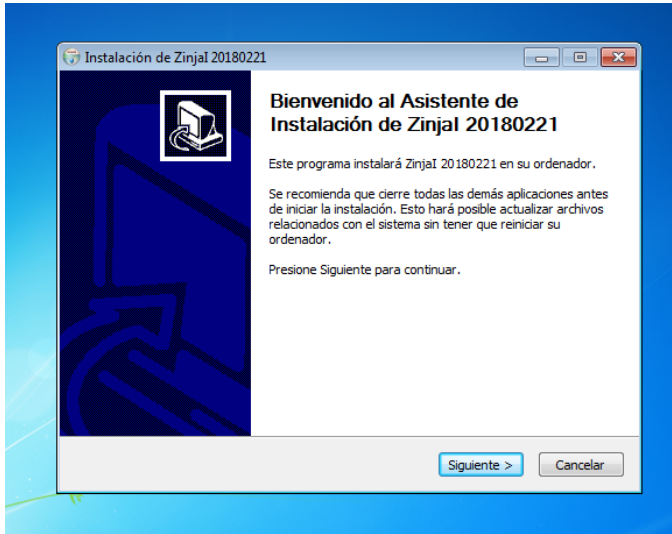 Instalación de ZinjaI 20180221
Bienvenido al Asistente de
Instalación de ZinjaI 20180221
Este programa instalará ZinjaI 20180221 en su ordenador.
Se recomienda que cierre todas las demás aplicaciones antes
de iniciar la instalación. Esto hará posible actualizar archivos
relacionados con el sistema sin tener que reiniciar su
ordenador.
Presione Siguiente para continuar.
Siguiente >
Cancelar